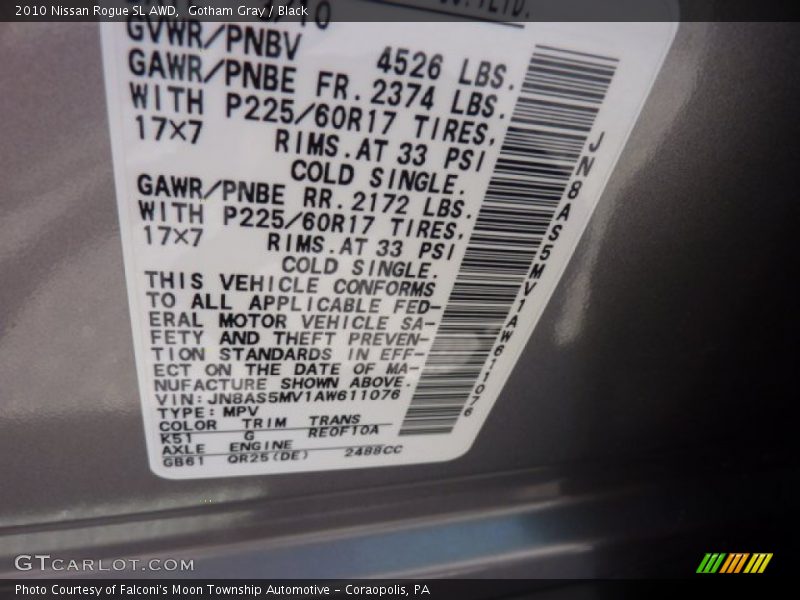 2010 Nissan Rogue SL AWD, Gotham Gray / Black
GVWR/PNBV 4526 LBS.
GAWR/PNBE FR. 2374 LBS.
WITH P225/60R17 TIRES,
17×7 RIMS. AT 33 PSI
COLD SINGLE.
GAWR/PNBE RR. 2172 LBS.
WITH P225/60R17 TIRES.
17×7 RIMS. AT 33 PSI
COLD SINGLE.
THIS VEHICLE CONFORMS
TO ALL APPLICABLE FED-
ERAL MOTOR VEHICLE SA-
FETY AND THEFT PREVEN-
TION STANDARDS IN EFF-
ECT ON THE DATE OF MA-
NUFACTURE SHOWN ABOVE.
VIN: JN8AS5MV1AW611076
TYPE: MPV
COLOR TRIM TRANS
K51 G RE0F10A
AXLE ENGINE
GB61 QR25(DE) 2488CC
JN8AS5MV1AW611076
GTCARLOT.COM
Photo Courtesy of Falconi's Moon Township Automotive - Coraopolis, PA